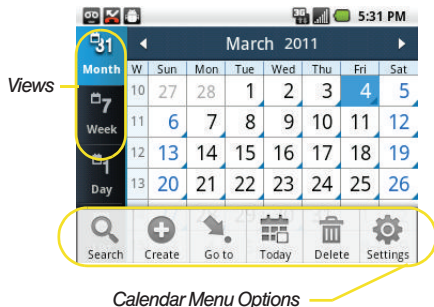 5:31 PM
31
March 2011
Views
Month
W Sun Mon Tue Wed Thu Fri Sat
10 27 28 1 2 3 4 5
7
Week
11 6 7 8 9 10 11 12
12 13 14 15 16 17 18 19
1
Day
13 20 21 22 23 24 25 26
Search Create Go to Today Delete Settings
Calendar Menu Options